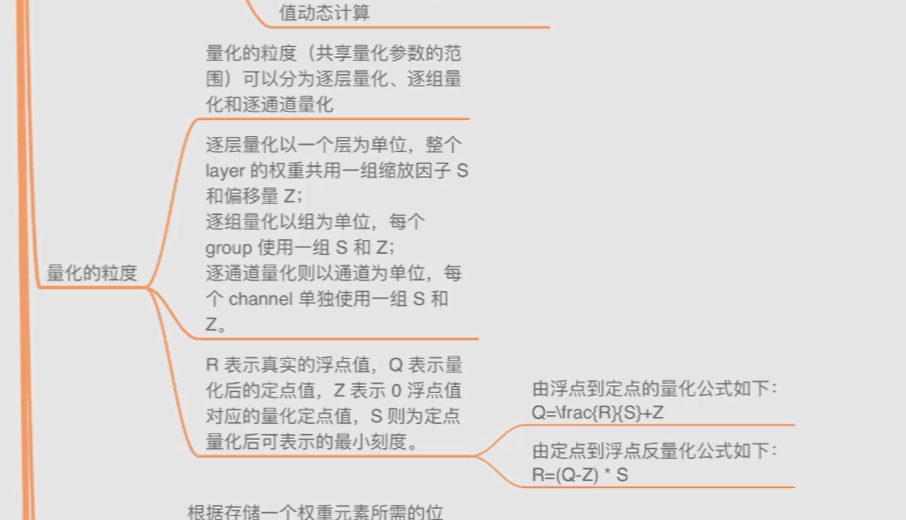 值动态计算
量化的粒度（共享量化参数的范
围）可以分为逐层量化、逐组量
化和逐通道量化
逐层量化以一个层为单位，整个
layer 的权重共用一组缩放因子 S
和偏移量 Z；
逐组量化以组为单位，每个
group 使用一组 S 和 Z；
逐通道量化则以通道为单位，每
个 channel 单独使用一组 S 和
Z。
量化的粒度
R 表示真实的浮点值，Q 表示量
化后的定点值，Z 表示 0 浮点值
对应的量化定点值，S 则为定点
量化后可表示的最小刻度。
由浮点到定点的量化公式如下：
Q=\frac{R}{S}+Z
由定点到浮点反量化公式如下：
R=(Q-Z) * S
根据存储一个权重元素所需的位